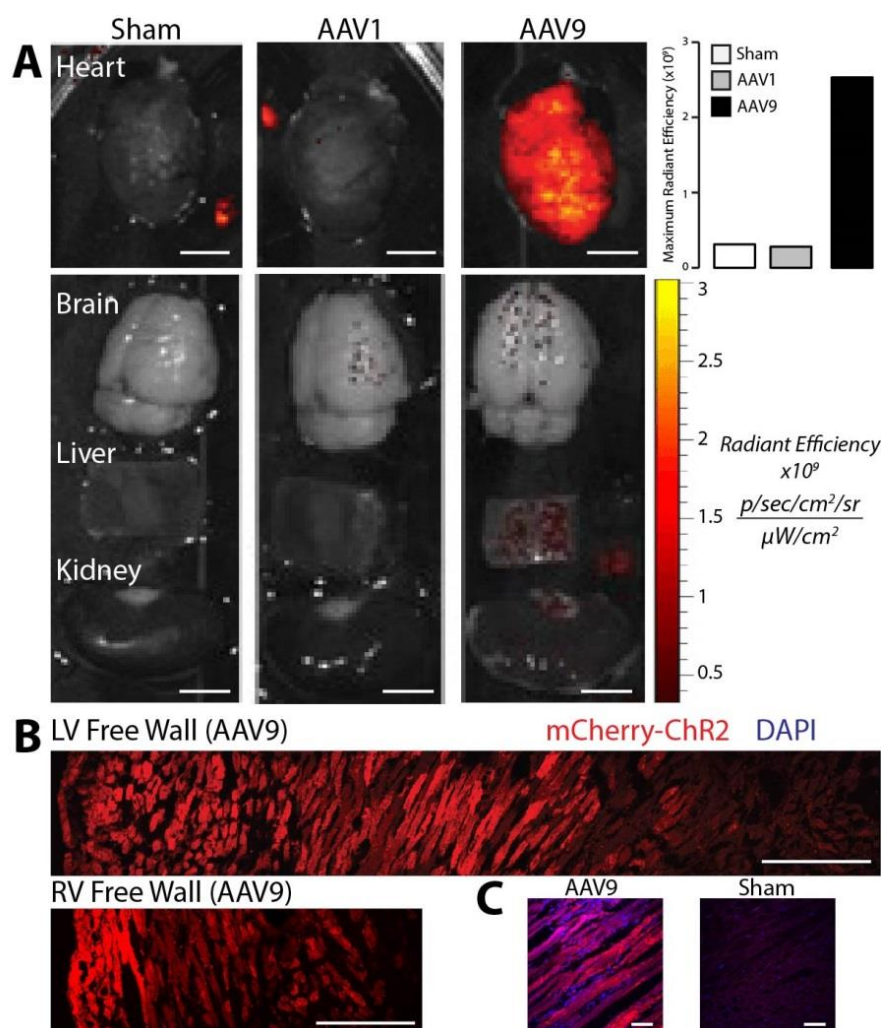 Sham AAV1 AAV9
A
Heart
3
2
1
0
Maximum Radiant Efficiency (x10⁹)
Sham
AAV1
AAV9
Brain
Liver
Kidney
3
2.5
2
1.5
1
0.5
Radiant Efficiency
x10⁹
p/sec/cm²/sr
µW/cm²
B LV Free Wall (AAV9) mCherry-ChR2 DAPI
RV Free Wall (AAV9)
C AAV9 Sham